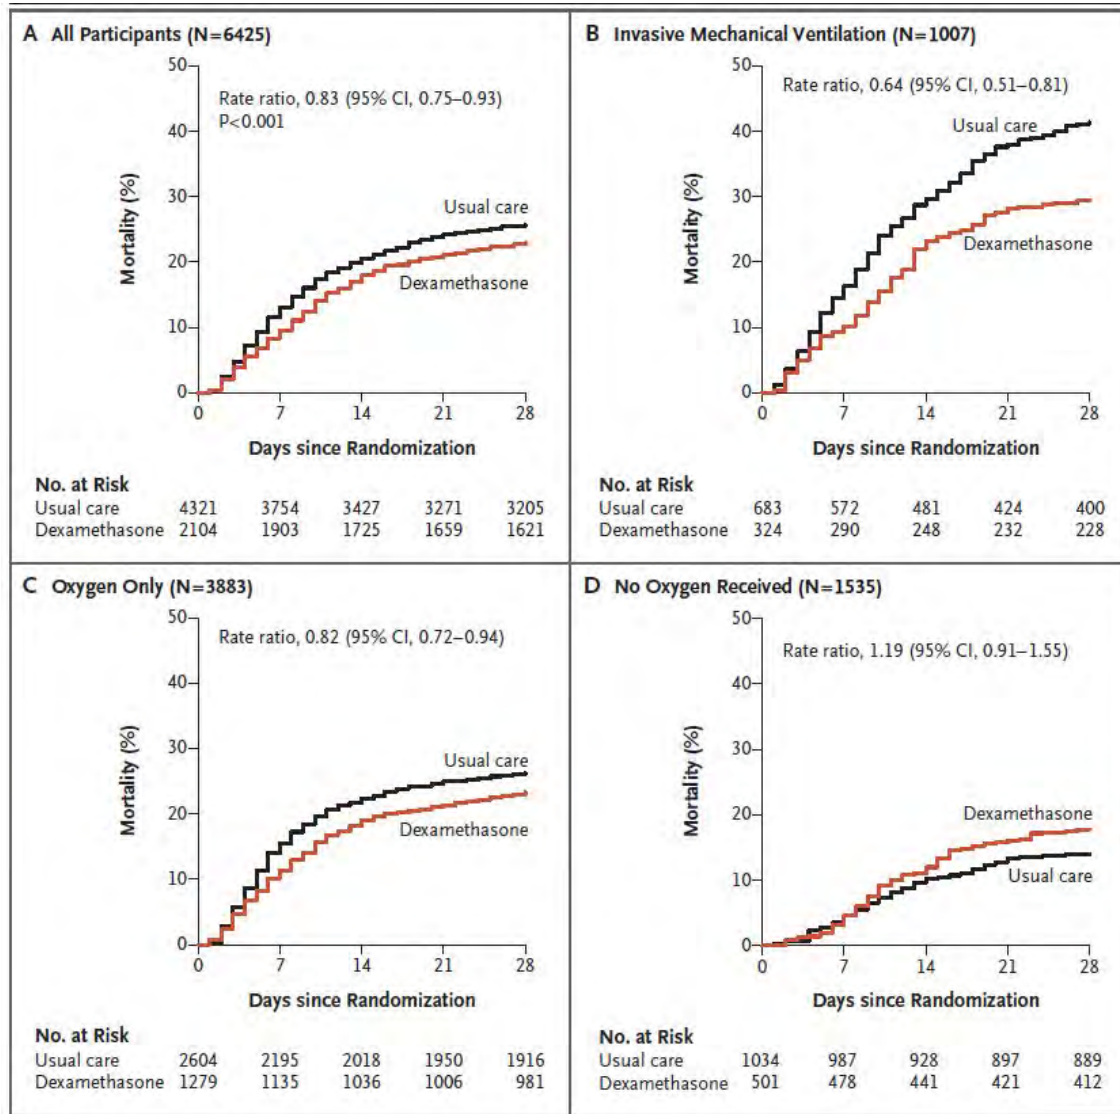 A All Participants (N=6425)
50
40
30
20
10
0
Mortality (%)
Rate ratio, 0.83 (95% CI, 0.75–0.93)
P<0.001
Usual care
Dexamethasone
0 7 14 21 28
Days since Randomization
No. at Risk
Usual care 4321 3754 3427 3271 3205
Dexamethasone 2104 1903 1725 1659 1621
B Invasive Mechanical Ventilation (N=1007)
50
40
30
20
10
0
Mortality (%)
Rate ratio, 0.64 (95% CI, 0.51–0.81)
Usual care
Dexamethasone
0 7 14 21 28
Days since Randomization
No. at Risk
Usual care 683 572 481 424 400
Dexamethasone 324 290 248 232 228
C Oxygen Only (N=3883)
50
40
30
20
10
0
Mortality (%)
Rate ratio, 0.82 (95% CI, 0.72–0.94)
Usual care
Dexamethasone
0 7 14 21 28
Days since Randomization
No. at Risk
Usual care 2604 2195 2018 1950 1916
Dexamethasone 1279 1135 1036 1006 981
D No Oxygen Received (N=1535)
50
40
30
20
10
0
Mortality (%)
Rate ratio, 1.19 (95% CI, 0.91–1.55)
Dexamethasone
Usual care
0 7 14 21 28
Days since Randomization
No. at Risk
Usual care 1034 987 928 897 889
Dexamethasone 501 478 441 421 412